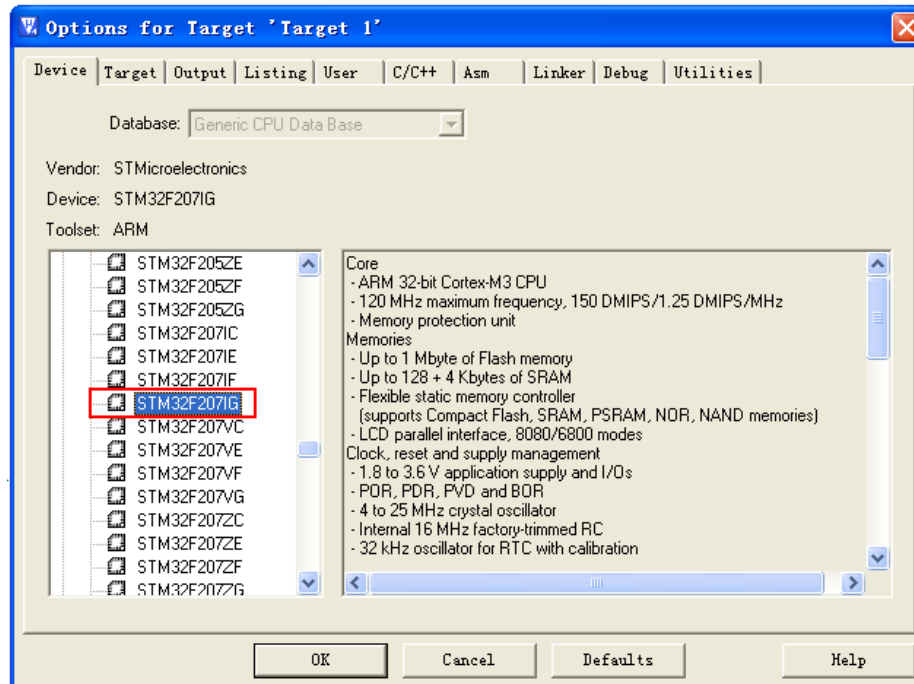 Options for Target 'Target 1'
Device Target Output Listing User C/C++ Asm Linker Debug Utilities
Database: Generic CPU Data Base
Vendor: STMicroelectronics
Device: STM32F207IG
Toolset: ARM
STM32F205ZE
STM32F205ZF
STM32F205ZG
STM32F207IC
STM32F207IE
STM32F207IF
STM32F207IG
STM32F207VC
STM32F207VE
STM32F207VF
STM32F207VG
STM32F207ZC
STM32F207ZE
STM32F207ZF
STM32F207ZG
Core
- ARM 32-bit Cortex-M3 CPU
- 120 MHz maximum frequency, 150 DMIPS/1.25 DMIPS/MHz
- Memory protection unit
Memories
- Up to 1 Mbyte of Flash memory
- Up to 128 + 4 Kbytes of SRAM
- Flexible static memory controller
(supports Compact Flash, SRAM, PSRAM, NOR, NAND memories)
- LCD parallel interface, 8080/6800 modes
Clock, reset and supply management
- 1.8 to 3.6 V application supply and I/Os
- POR, PDR, PVD and BOR
- 4 to 25 MHz crystal oscillator
- Internal 16 MHz factory-trimmed RC
- 32 kHz oscillator for RTC with calibration
OK Cancel Defaults Help